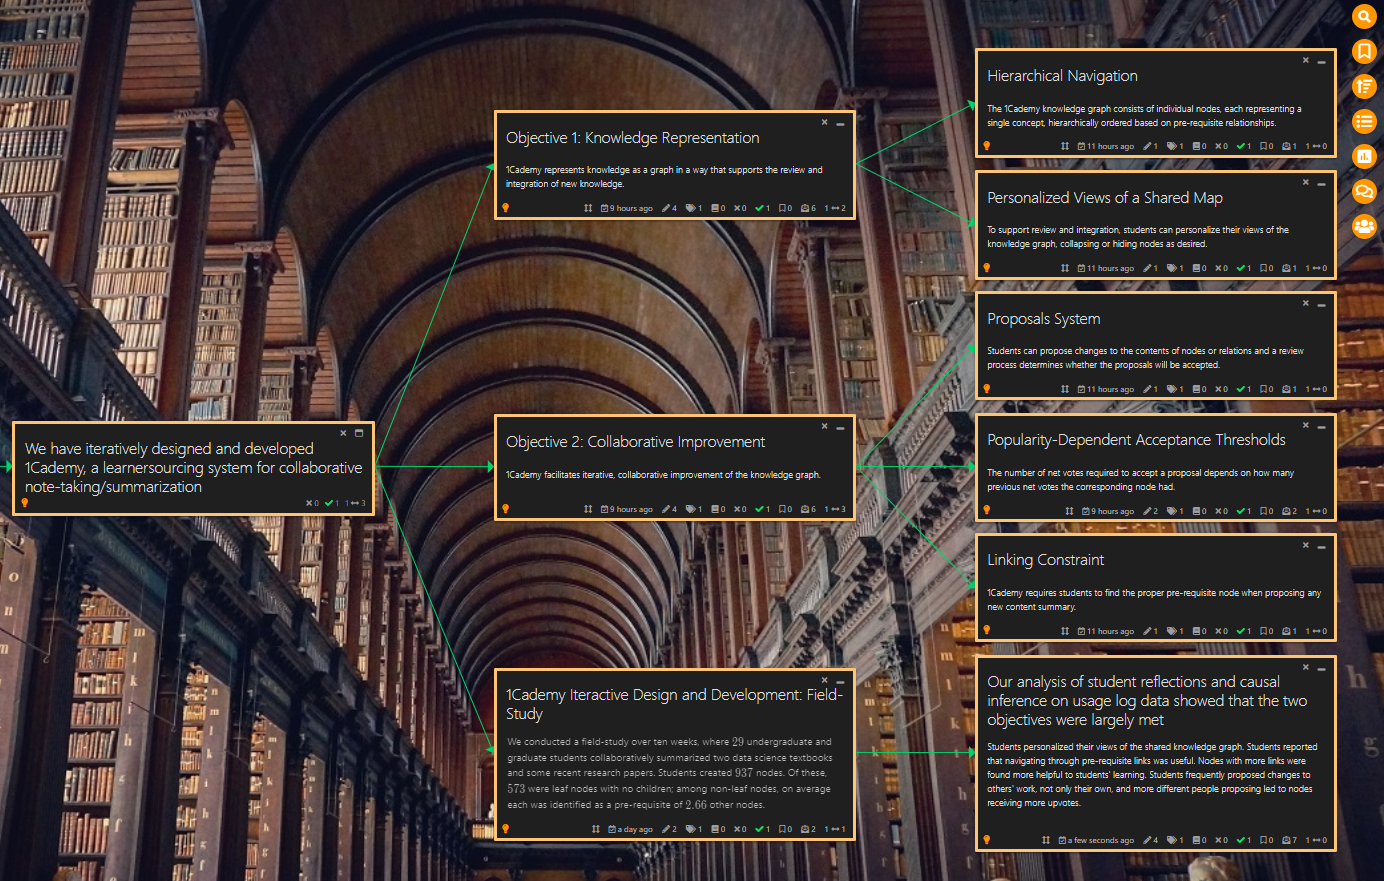 We have iteratively designed and developed
1Cademy, a learnersourcing system for collaborative
note-taking/summarization
0 1 1 3
Objective 1: Knowledge Representation
1Cademy represents knowledge as a graph in a way that supports the review and
integration of new knowledge.
9 hours ago 4 1 0 0 1 0 6 1 2
Objective 2: Collaborative Improvement
1Cademy facilitates iterative, collaborative improvement of the knowledge graph.
9 hours ago 4 1 0 0 1 0 6 1 3
1Cademy Iteractive Design and Development: Field-
Study
We conducted a field-study over ten weeks, where 29 undergraduate and
graduate students collaboratively summarized two data science textbooks
and some recent research papers. Students created 937 nodes. Of these,
573 were leaf nodes with no children; among non-leaf nodes, on average
each was identified as a pre-requisite of 2.66 other nodes.
a day ago 2 1 0 0 1 0 2 1 1
Hierarchical Navigation
The 1Cademy knowledge graph consists of individual nodes, each representing a
single concept, hierarchically ordered based on pre-requisite relationships.
11 hours ago 1 1 0 0 1 0 1 1 0
Personalized Views of a Shared Map
To support review and integration, students can personalize their views of the
knowledge graph, collapsing or hiding nodes as desired.
11 hours ago 1 1 0 0 1 0 1 1 0
Proposals System
Students can propose changes to the contents of nodes or relations and a review
process determines whether the proposals will be accepted.
11 hours ago 1 1 0 0 1 0 1 1 0
Popularity-Dependent Acceptance Thresholds
The number of net votes required to accept a proposal depends on how many
previous net votes the corresponding node had.
9 hours ago 2 1 0 0 1 0 2 1 0
Linking Constraint
1Cademy requires students to find the proper pre-requisite node when proposing any
new content summary.
11 hours ago 1 1 0 0 1 0 1 1 0
Our analysis of student reflections and causal
inference on usage log data showed that the two
objectives were largely met
Students personalized their views of the shared knowledge graph. Students reported
that navigating through pre-requisite links was useful. Nodes with more links were
found more helpful to students' learning. Students frequently proposed changes to
others' work, not only their own, and more different people proposing led to nodes
receiving more upvotes.
a few seconds ago 4 1 0 0 1 0 7 1 0